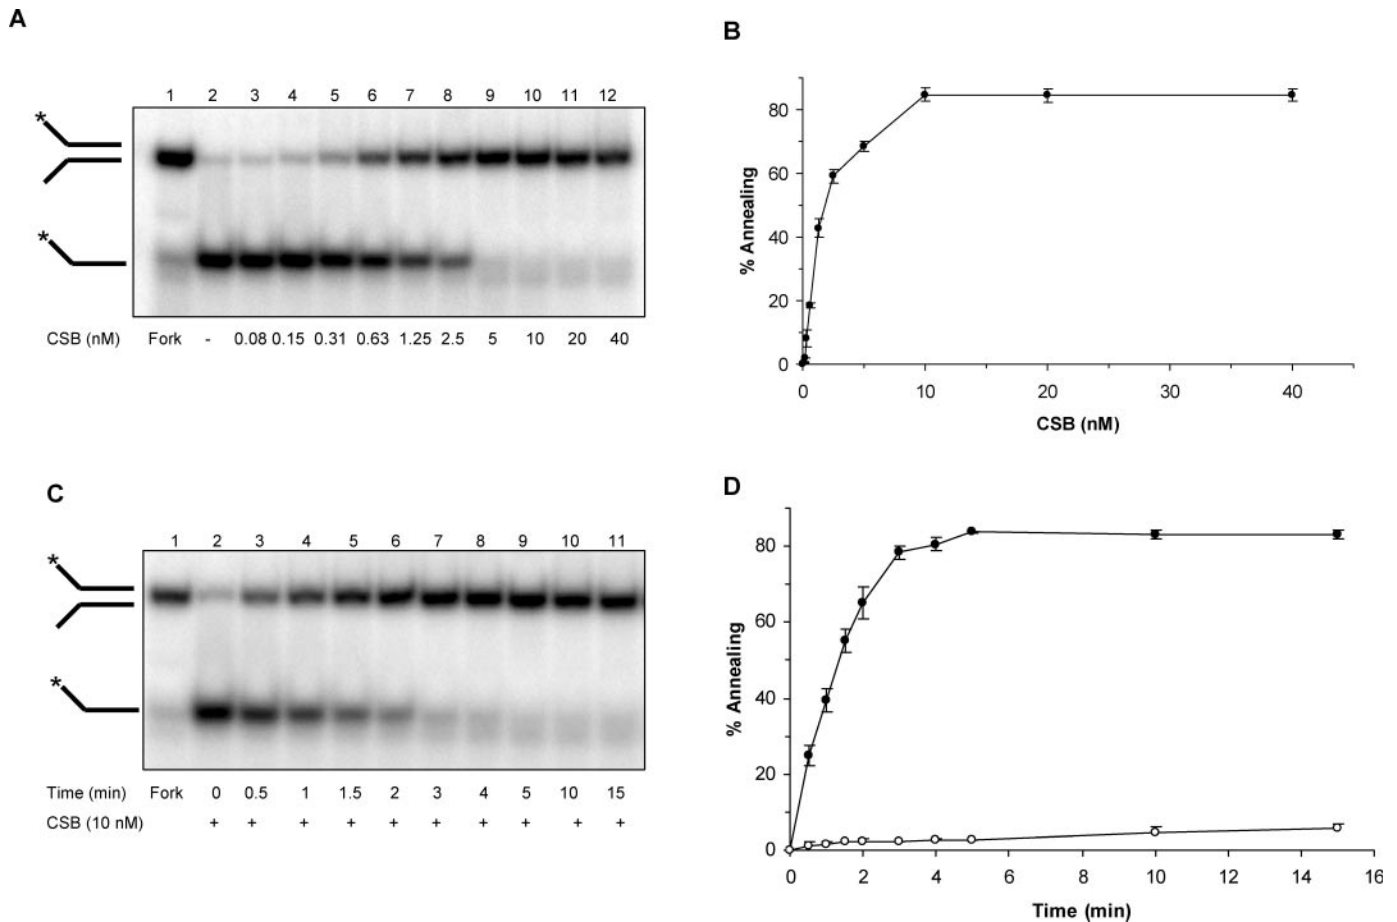 A
1 2 3 4 5 6 7 8 9 10 11 12
*
*
CSB (nM) Fork - 0.08 0.15 0.31 0.63 1.25 2.5 5 10 20 40
B
% Annealing
80
60
40
20
0
0 10 20 30 40
CSB (nM)
C
1 2 3 4 5 6 7 8 9 10 11
*
*
Time (min) Fork 0 0.5 1 1.5 2 3 4 5 10 15
CSB (10 nM) + + + + + + + + + +
D
% Annealing
80
60
40
20
0
0 2 4 6 8 10 12 14 16
Time (min)